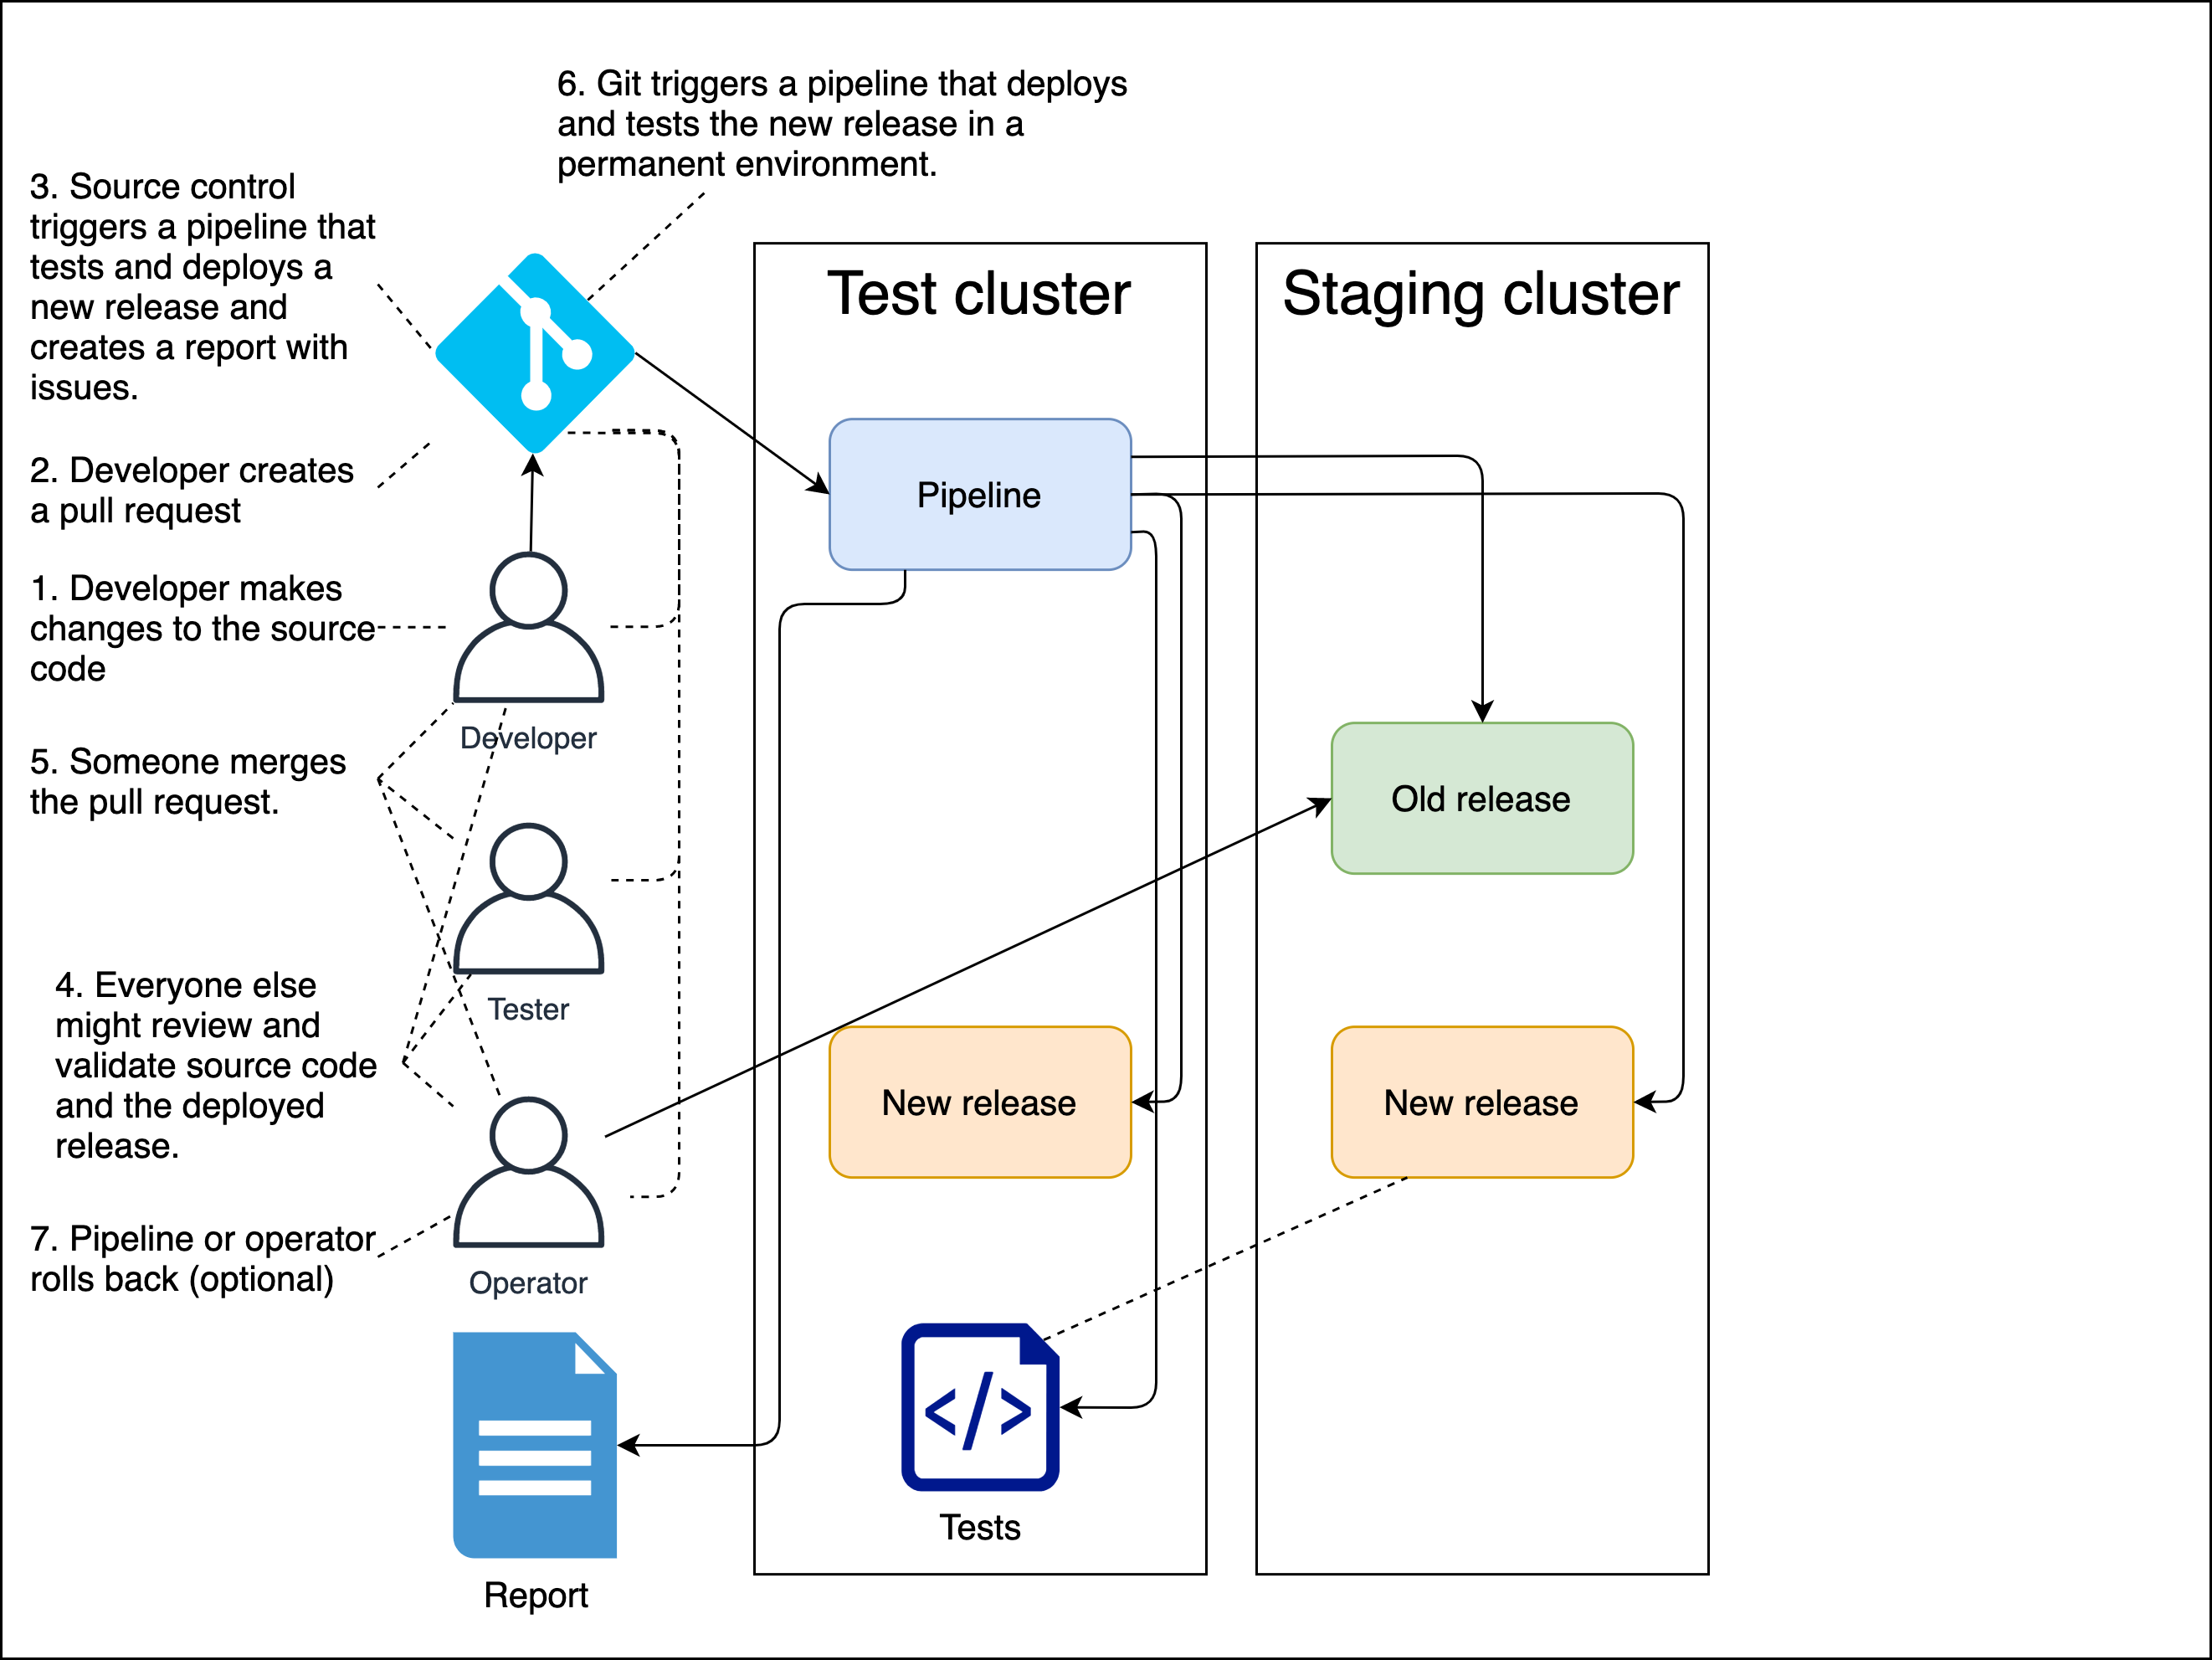 6. Git triggers a pipeline that deploys
and tests the new release in a
permanent environment.
3. Source control
triggers a pipeline that
tests and deploys a
new release and
creates a report with
issues.
2. Developer creates
a pull request
1. Developer makes
changes to the source
code
Developer
5. Someone merges
the pull request.
Tester
4. Everyone else
might review and
validate source code
and the deployed
release.
7. Pipeline or operator
rolls back (optional)
Operator
Report
Test cluster
Pipeline
New release
</>
Tests
Staging cluster
Old release
New release